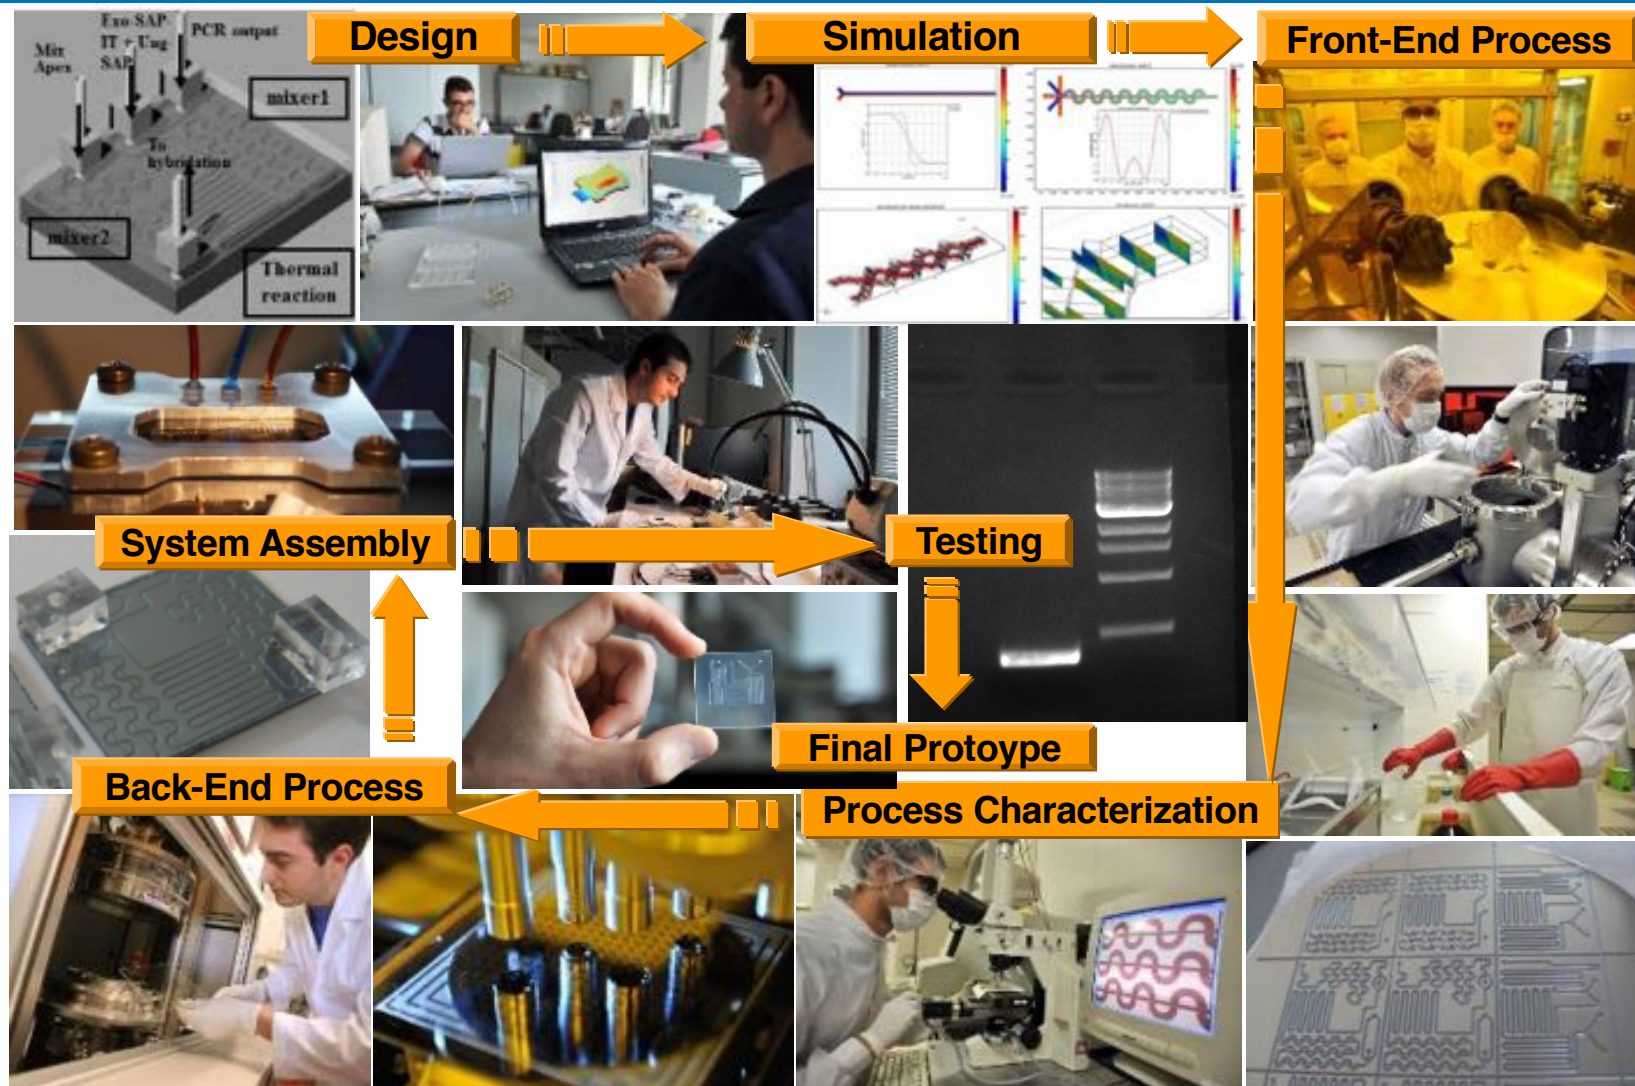 Design
Simulation
Front-End Process
Mix
Apex
Exo SAP-
IT + Ung
SAP
PCR output
mixer1
To
hybridation
mixer2
Thermal
reaction
System Assembly
Testing
Final Protoype
Back-End Process
Process Characterization